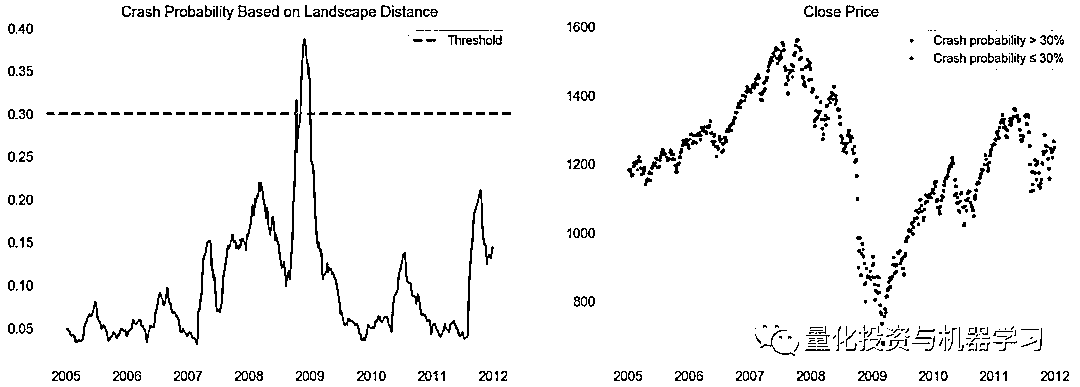 Crash Probability Based on Landscape Distance
0.40
0.35
0.30
0.25
0.20
0.15
0.10
0.05
Threshold
2005 2006 2007 2008 2009 2010 2011 2012
Close Price
1600
1400
1200
1000
800
Crash probability > 30%
Crash probability ≤ 30%
2005 2006 2007 2008 2009 2010 2011 2012
量化投资与机器学习